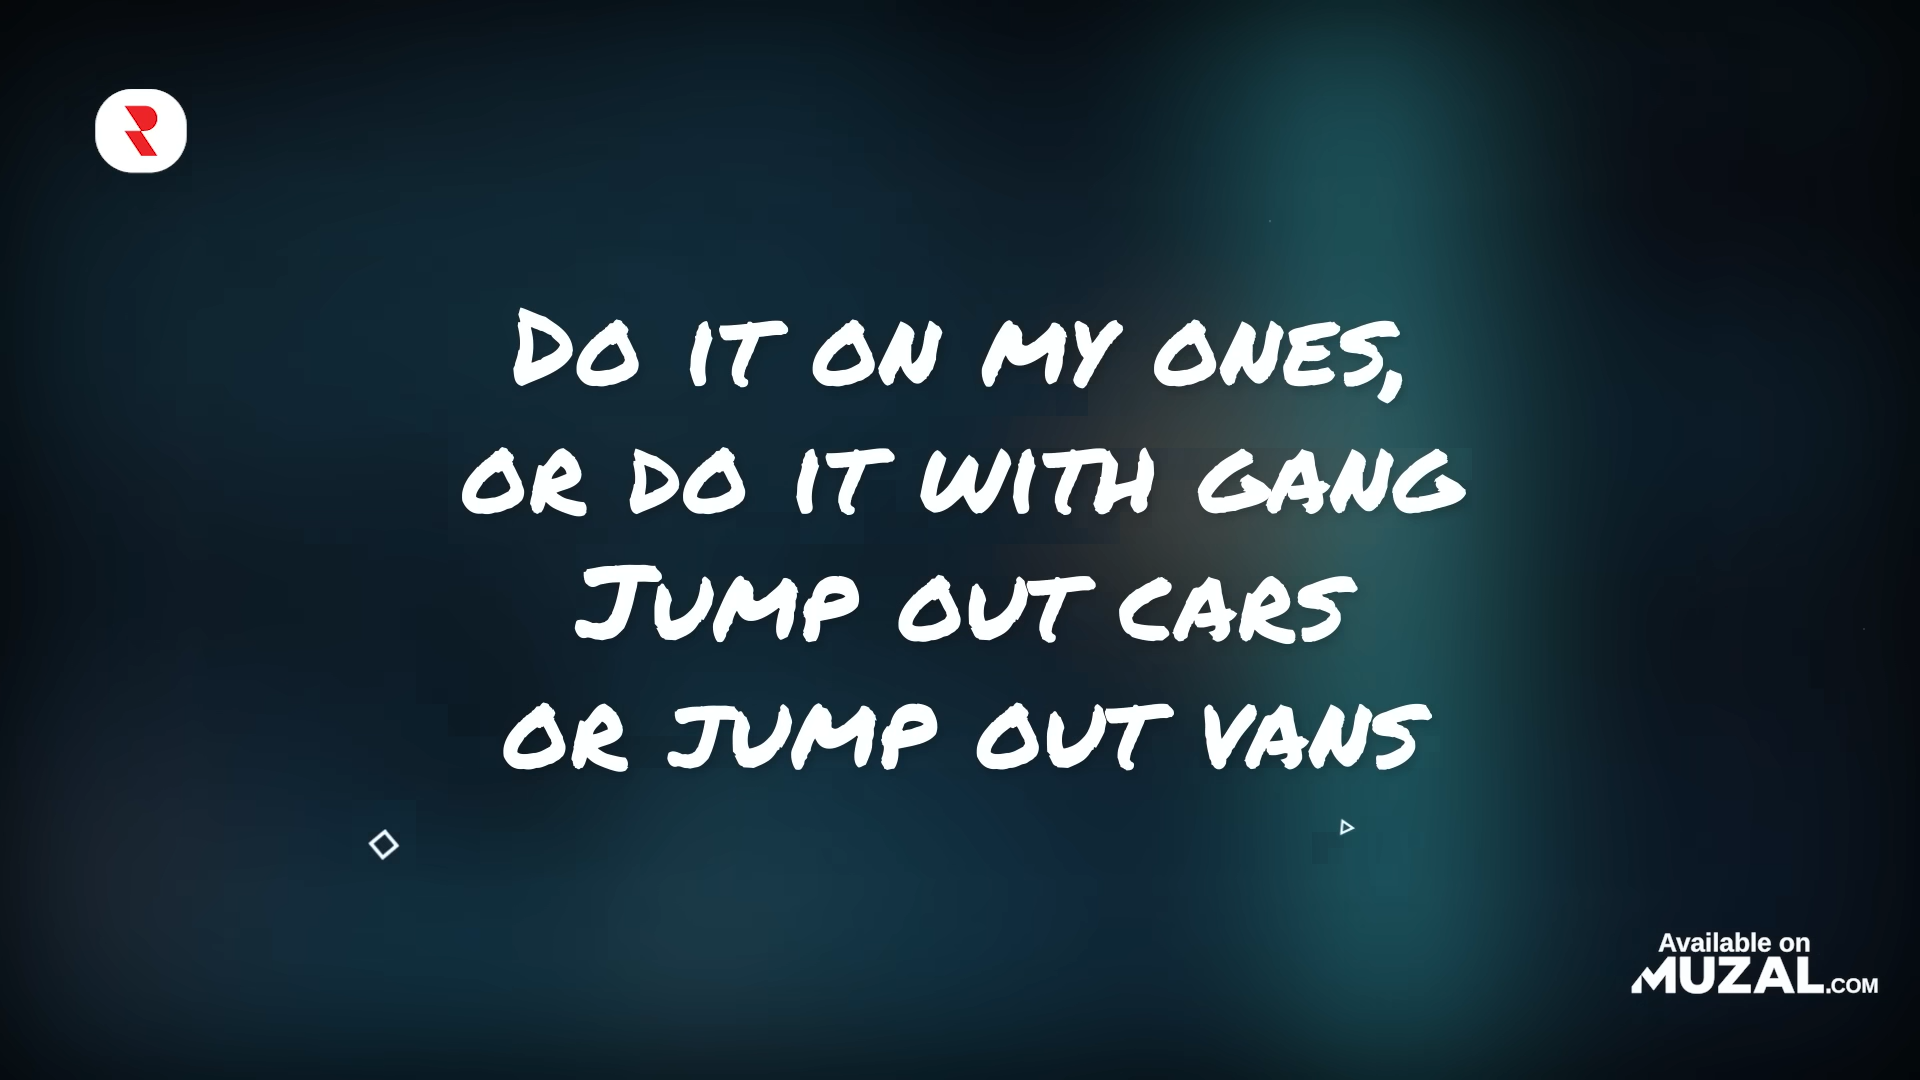 R
Do it on my ones,
or do it with gang
Jump out cars
or jump out vans
Available on
MUZAL.COM